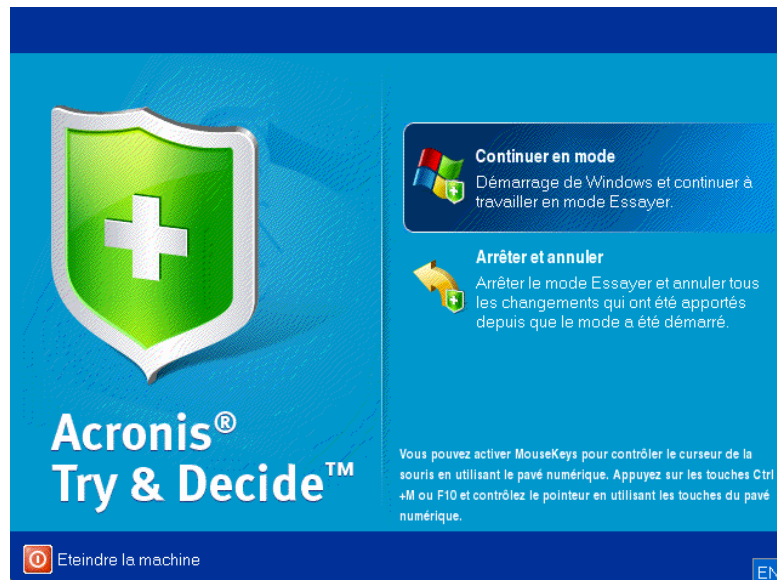 Continuer en mode
Démarrage de Windows et continuer à
travailler en mode Essayer.
Arrêter et annuler
Arrêter le mode Essayer et annuler tous
les changements qui ont été apportés
depuis que le mode a été démarré.
Acronis®
Try & Decide™
Vous pouvez activer MouseKeys pour contrôler le curseur de la
souris en utilisant le pavé numérique. Appuyez sur les touches Ctrl
+M ou F10 et contrôlez le pointeur en utilisant les touches du pavé
numérique.
Eteindre la machine
EN